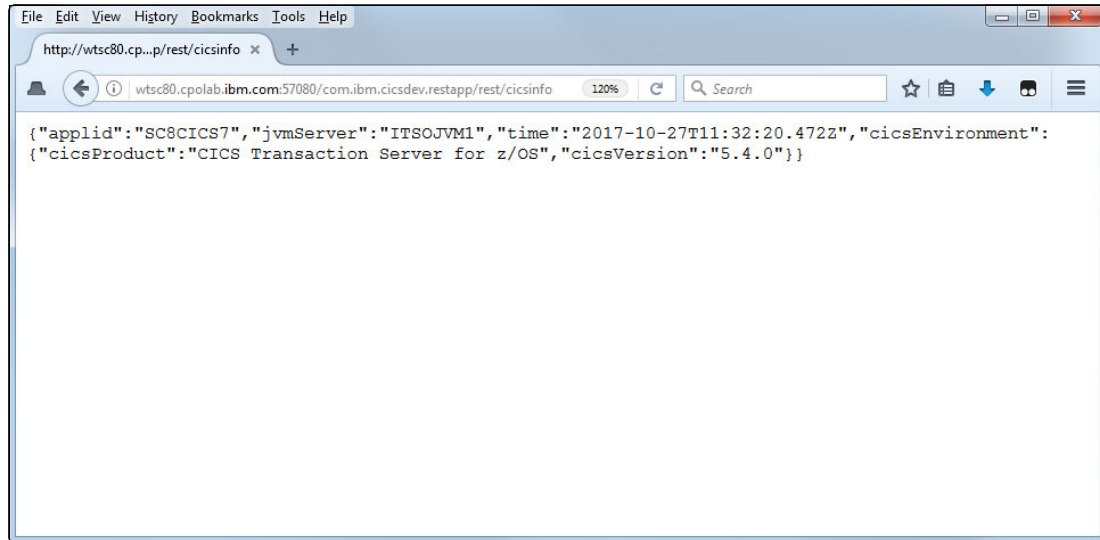 File Edit View History Bookmarks Tools Help
http://wtsc80.cp...p/rest/cicsinfo × +
wtsc80.cpolab.ibm.com:57080/com.ibm.cicsdev.restapp/rest/cicsinfo 120% Search
{"applid":"SC8CICS7","jvmServer":"ITSOJVM1","time":"2017-10-27T11:32:20.472Z","cicsEnvironment":
{"cicsProduct":"CICS Transaction Server for z/OS","cicsVersion":"5.4.0"}}